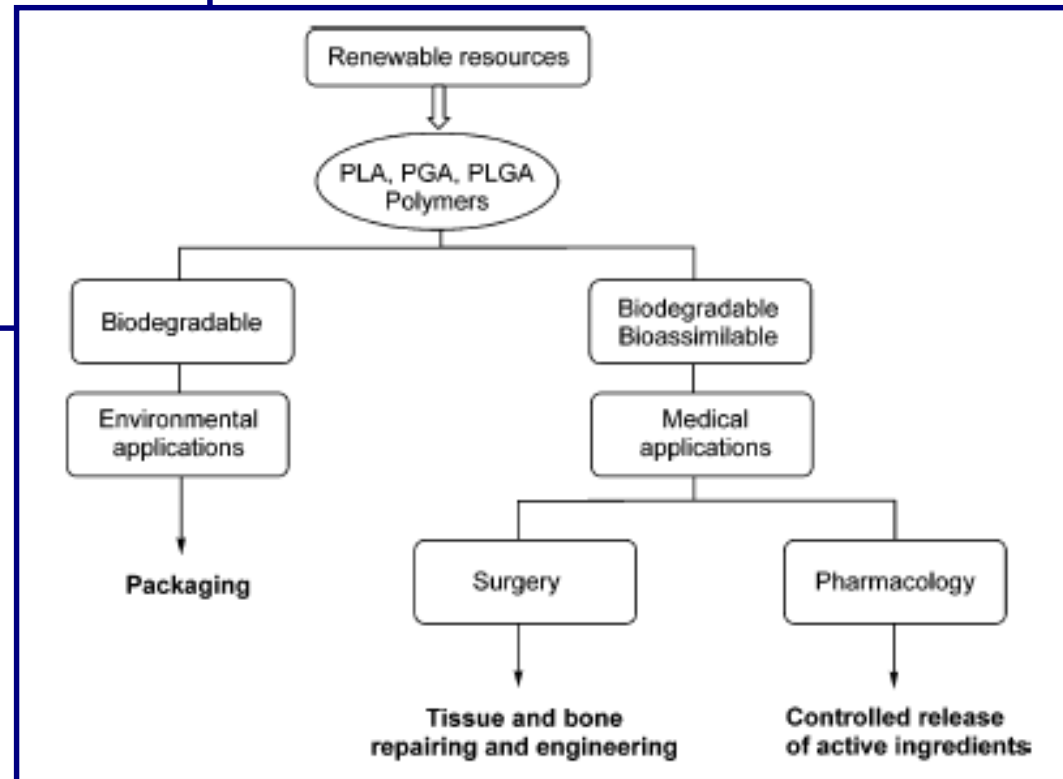 Renewable resources
PLA, PGA, PLGA
Polymers
Biodegradable
Biodegradable
Bioassimilable
Environmental
applications
Medical
applications
Packaging
Surgery
Pharmacology
Tissue and bone
repairing and engineering
Controlled release
of active ingredients